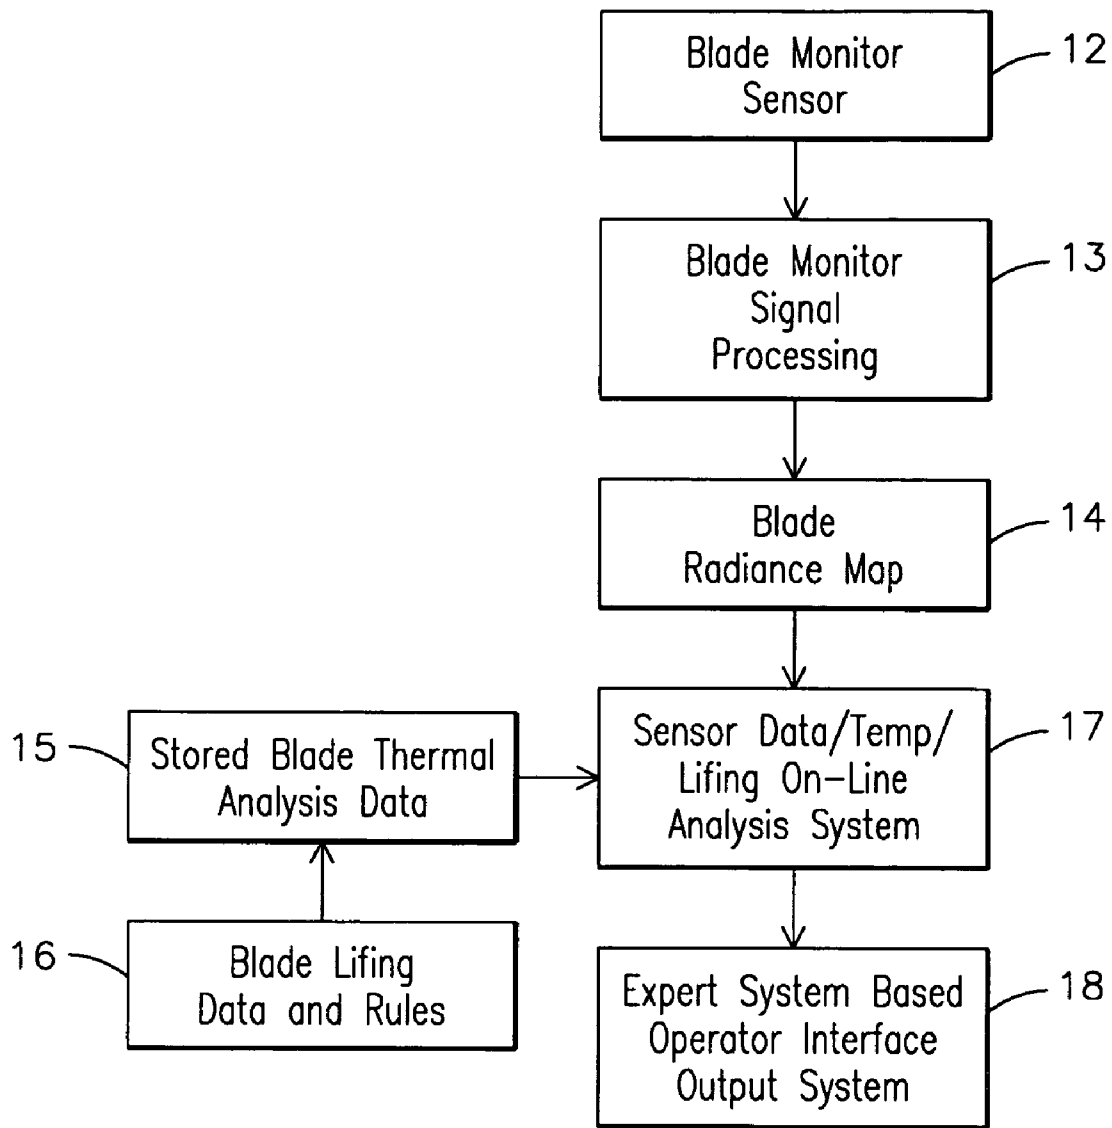 Blade Monitor
Sensor
12
Blade Monitor
Signal
Processing
13
Blade
Radiance Map
14
15
Stored Blade Thermal
Analysis Data
Sensor Data/Temp/
Lifing On-Line
Analysis System
17
16
Blade Lifing
Data and Rules
Expert System Based
Operator Interface
Output System
18